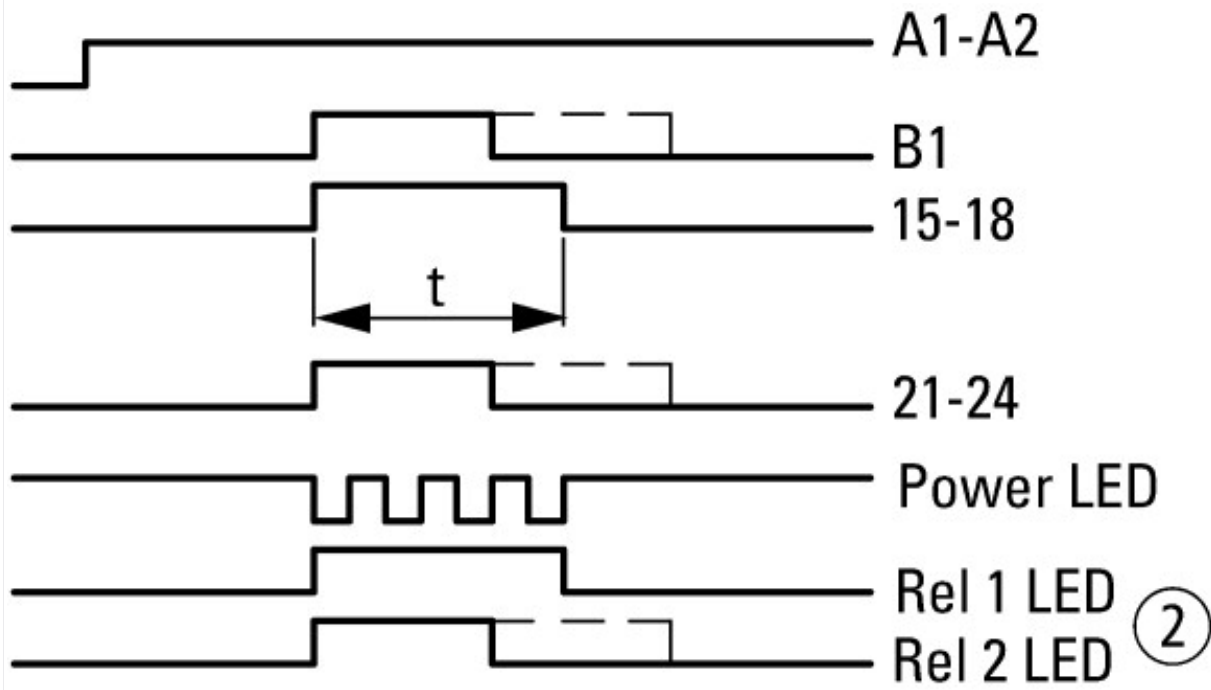 A1-A2
B1
15-18
t
21-24
Power LED
Rel 1 LED
2
Rel 2 LED